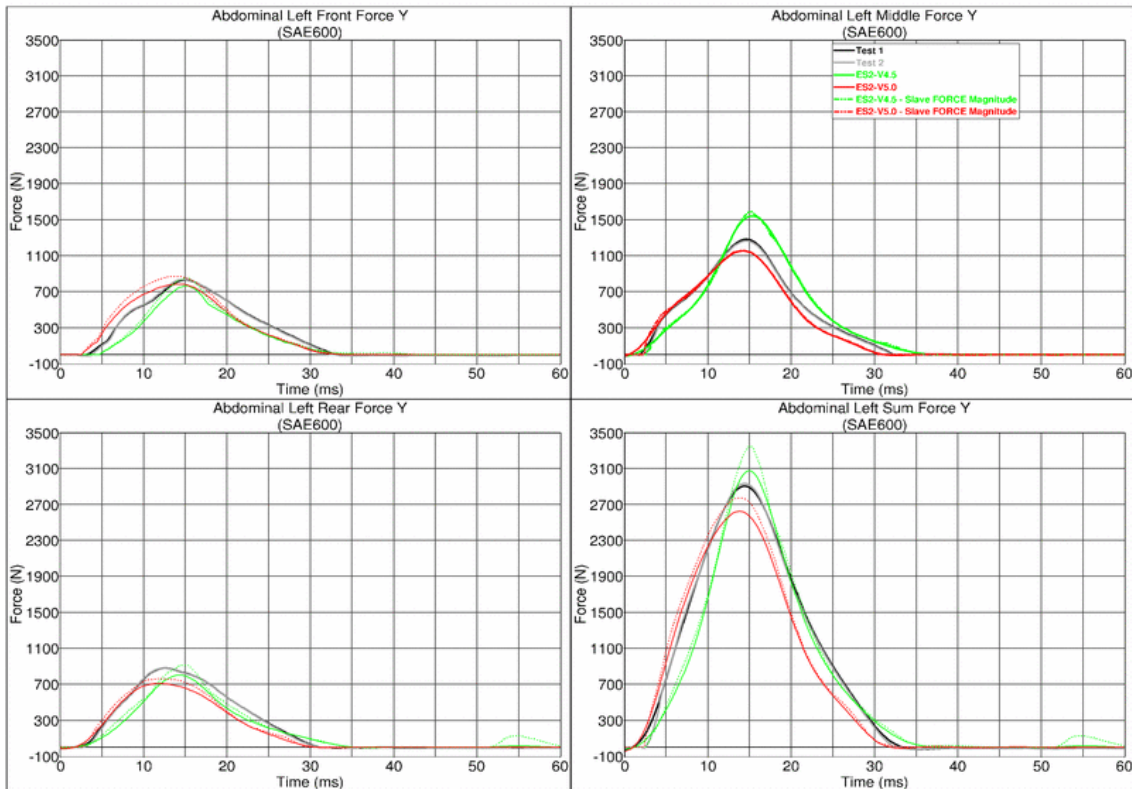 Abdominal Left Front Force Y
(SAE600)
3500
3100
2700
2300
1900
1500
1100
700
300
-100
Force (N)
0 10 20 30 40 50 60
Time (ms)
Abdominal Left Middle Force Y
(SAE600)
Test 1
Test 2
ES2-V4.5
ES2-V5.0
ES2-V4.5 - Slave FORCE Magnitude
ES2-V5.0 - Slave FORCE Magnitude
3500
3100
2700
2300
1900
1500
1100
700
300
-100
Force (N)
0 10 20 30 40 50 60
Time (ms)
Abdominal Left Rear Force Y
(SAE600)
3500
3100
2700
2300
1900
1500
1100
700
300
-100
Force (N)
0 10 20 30 40 50 60
Time (ms)
Abdominal Left Sum Force Y
(SAE600)
3500
3100
2700
2300
1900
1500
1100
700
300
-100
Force (N)
0 10 20 30 40 50 60
Time (ms)